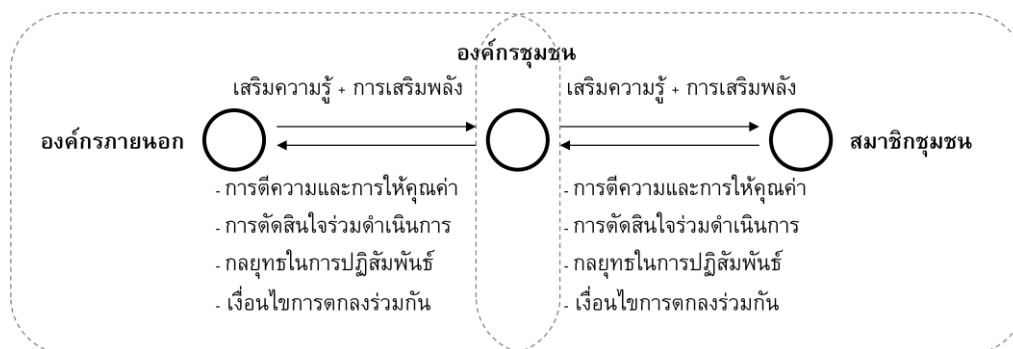 องค์กรชุมชน
เสริมความรู้ + การเสริมพลัง
เสริมความรู้ + การเสริมพลัง
องค์กรภายนอก
สมาชิกชุมชน
- การตีความและการให้คุณค่า
- การตัดสินใจร่วมดำเนินการ
- กลยุทธในการปฏิสัมพันธ์
- เงื่อนไขการตกลงร่วมกัน
- การตีความและการให้คุณค่า
- การตัดสินใจร่วมดำเนินการ
- กลยุทธในการปฏิสัมพันธ์
- เงื่อนไขการตกลงร่วมกัน